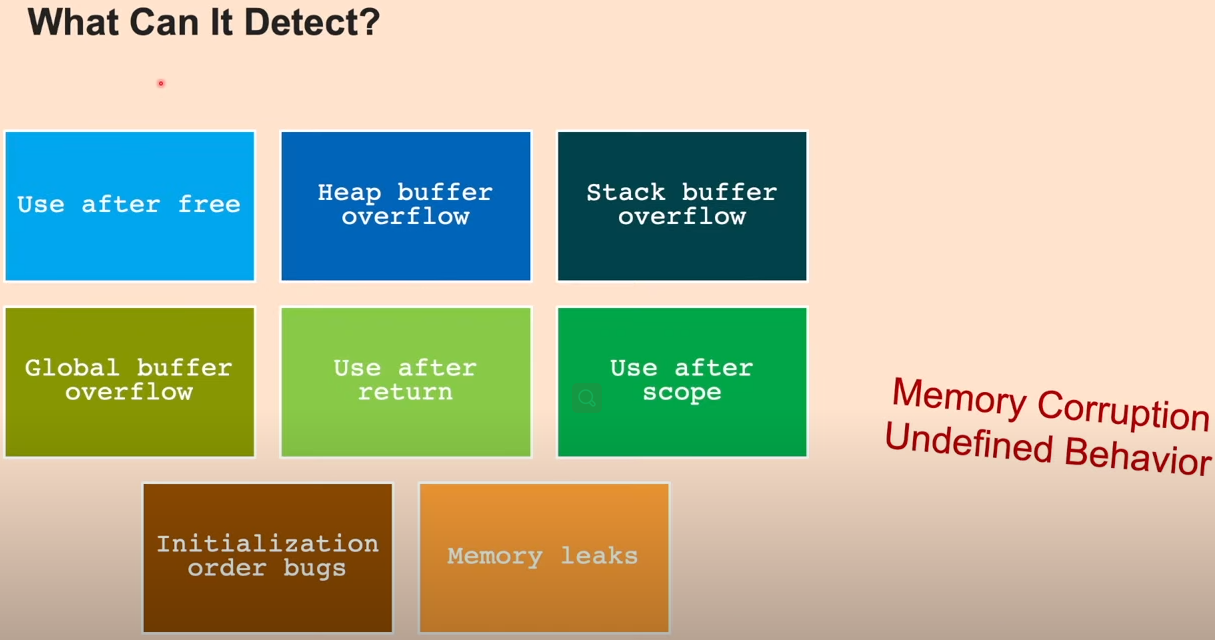 What Can It Detect?
Use after free
Heap buffer
overflow
Stack buffer
overflow
Global buffer
overflow
Use after
return
Use after
scope
Memory Corruption
Undefined Behavior
Initialization
order bugs
Memory leaks